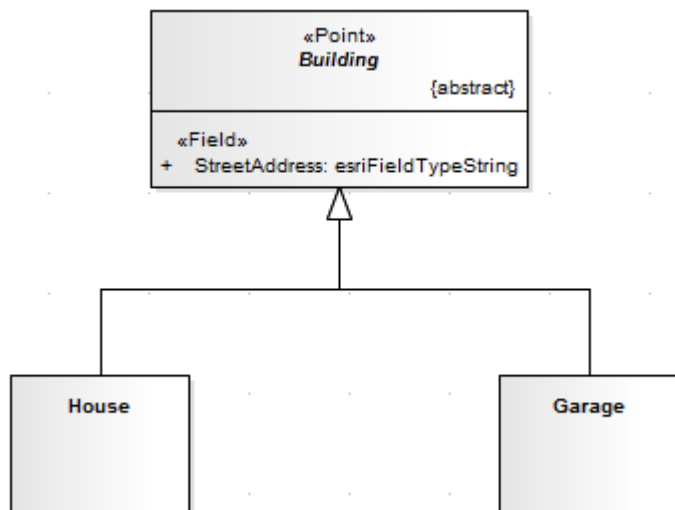 «Point»
Building
{abstract}
«Field»
+ StreetAddress: esriFieldTypeString
House
Garage